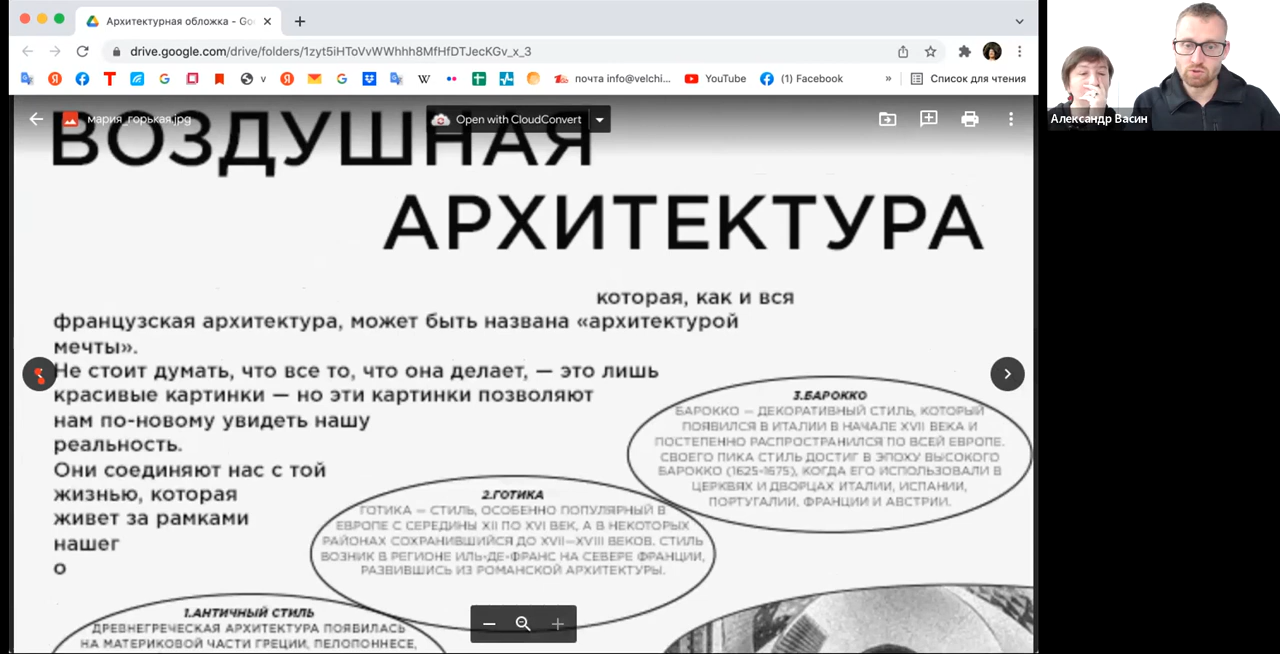 Архитектурная обложка - Goo
drive.google.com/drive/folders/1zyt5iHToVvWWhhh8MfHfDTJecKGv_x_3
почта info@velchi...
YouTube
(1) Facebook
»
Список для чтения
мария_горькая.jpg
Open with CloudConvert
ВОЗДУШНАЯ
АРХИТЕКТУРА
которая, как и вся
французская архитектура, может быть названа «архитектурой
мечты».
Не стоит думать, что все то, что она делает, — это лишь
красивые картинки — но эти картинки позволяют
нам по-новому увидеть нашу
реальность.
Они соединяют нас с той
жизнью, которая
живет за рамками
нашег
о
3.БАРОККО
БАРОККО — ДЕКОРАТИВНЫЙ СТИЛЬ, КОТОРЫЙ
ПОЯВИЛСЯ В ИТАЛИИ В НАЧАЛЕ XVII ВЕКА И
ПОСТЕПЕННО РАСПРОСТРАНИЛСЯ ПО ВСЕЙ ЕВРОПЕ.
СВОЕГО ПИКА СТИЛЬ ДОСТИГ В ЭПОХУ ВЫСОКОГО
БАРОККО (1625-1675), КОГДА ЕГО ИСПОЛЬЗОВАЛИ В
ЦЕРКВЯХ И ДВОРЦАХ ИТАЛИИ, ИСПАНИИ,
ПОРТУГАЛИИ, ФРАНЦИИ И АВСТРИИ.
2.ГОТИКА
ГОТИКА — СТИЛЬ, ОСОБЕННО ПОПУЛЯРНЫЙ В
ЕВРОПЕ С СЕРЕДИНЫ XII ПО XVI ВЕК, А В НЕКОТОРЫХ
РАЙОНАХ СОХРАНИВШИЙСЯ ДО XVII—XVIII ВЕКОВ. СТИЛЬ
ВОЗНИК В РЕГИОНЕ ИЛЬ-ДЕ-ФРАНС НА СЕВЕРЕ ФРАНЦИИ,
РАЗВИВШИСЬ ИЗ РОМАНСКОЙ АРХИТЕКТУРЫ.
1.АНТИЧНЫЙ СТИЛЬ
ДРЕВНЕГРЕЧЕСКАЯ АРХИТЕКТУРА ПОЯВИЛАСЬ
НА МАТЕРИКОВОЙ ЧАСТИ ГРЕЦИИ, ПЕЛОПОННЕСЕ,
Александр Васин